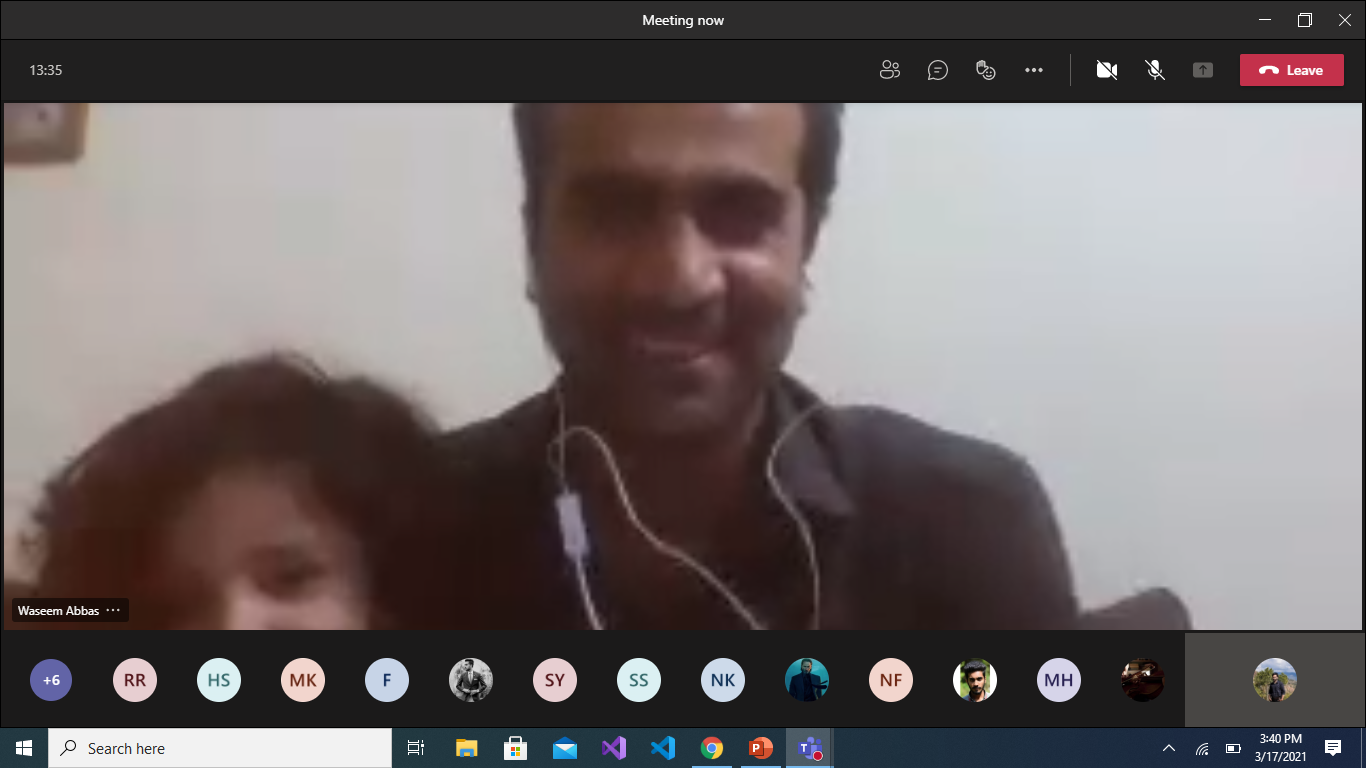 Meeting now
13:35
Leave
Waseem Abbas ...
+6 RR HS MK F SY SS NK NF MH
Search here
3:40 PM
3/17/2021